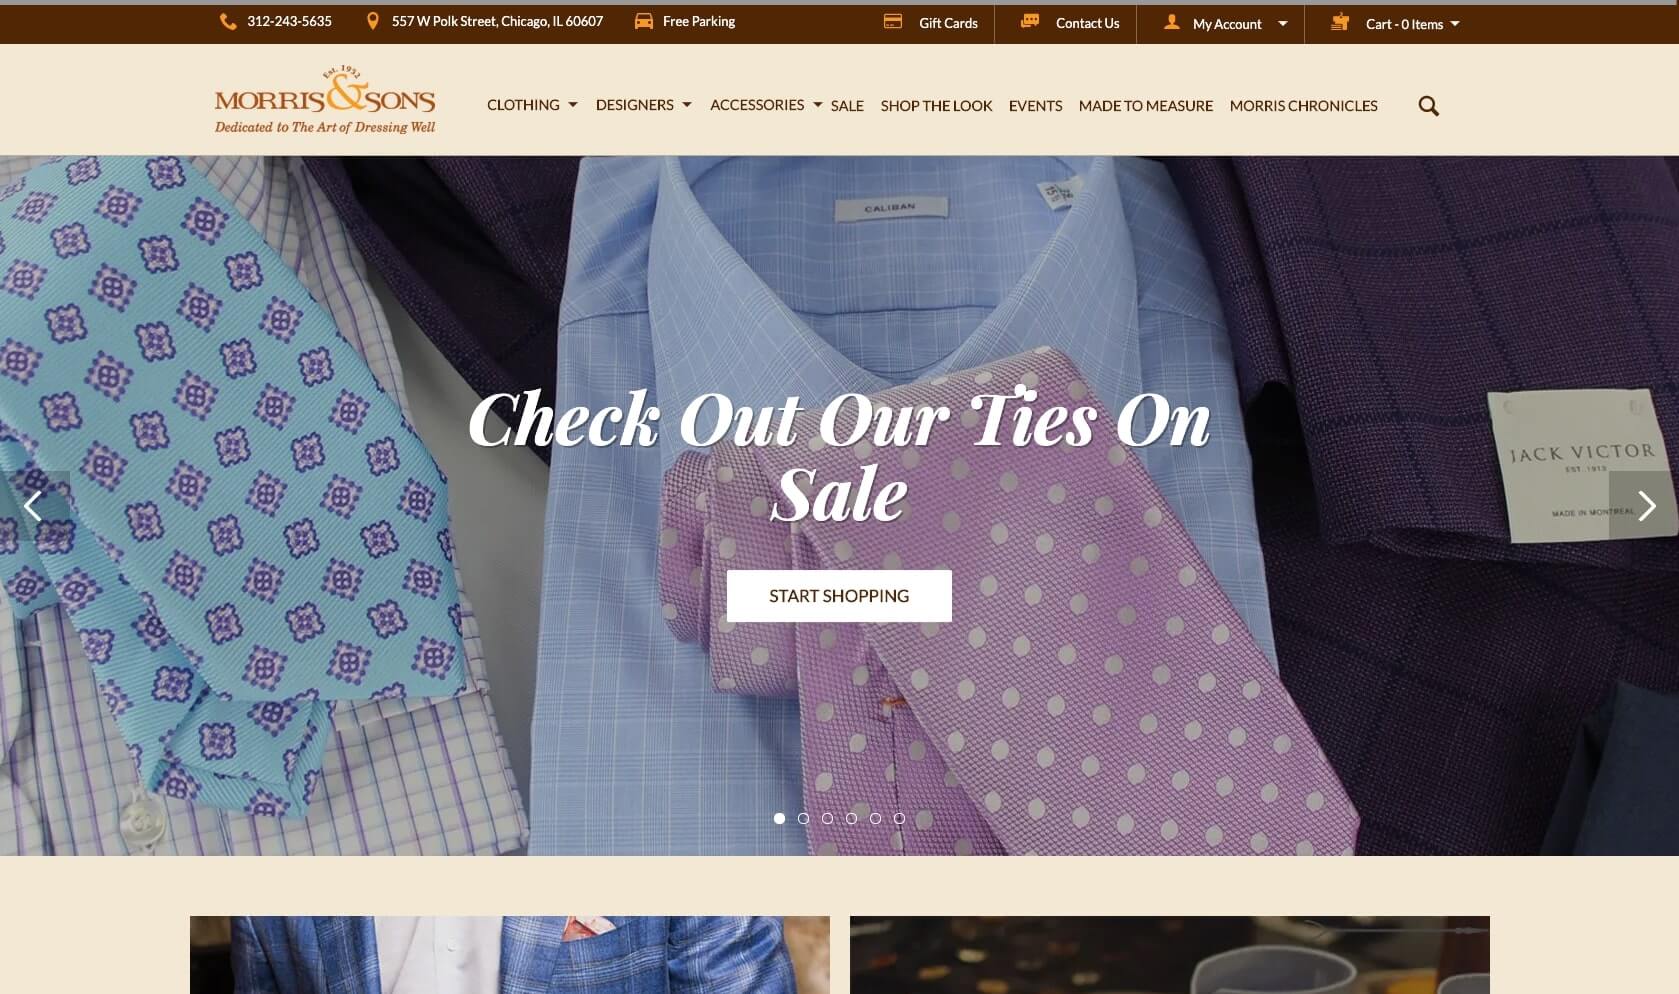 312-243-5635
557 W Polk Street, Chicago, IL 60607
Free Parking
Gift Cards
Contact Us
My Account
Cart - 0 Items
Est. 1952
MORRIS & SONS
Dedicated to The Art of Dressing Well
CLOTHING
DESIGNERS
ACCESSORIES
SALE
SHOP THE LOOK
EVENTS
MADE TO MEASURE
MORRIS CHRONICLES
CALIBAN
Check Out Our Ties On
Sale
START SHOPPING
JACK VICTOR
EST. 1913
MADE IN MONTREAL